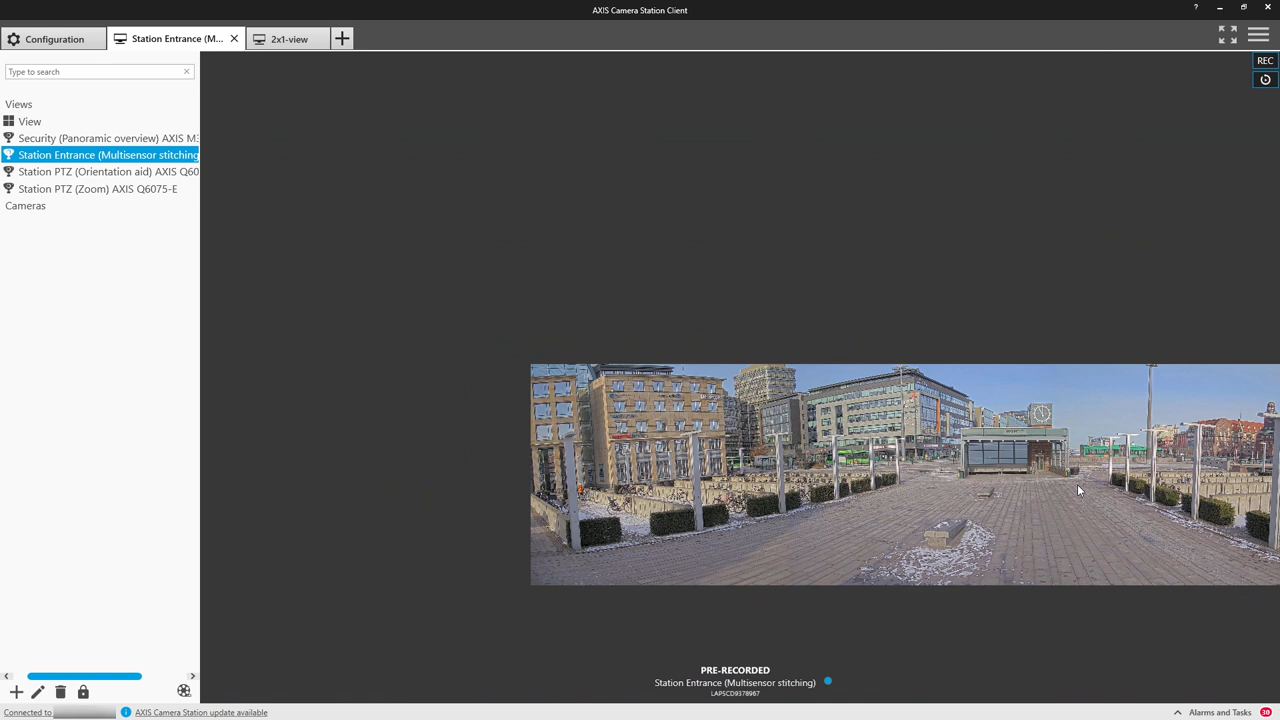 AXIS Camera Station Client
?
Configuration
Station Entrance (M...
2x1-view
Type to search
REC
Views
View
Security (Panoramic overview) AXIS M3
Station Entrance (Multisensor stitching
Station PTZ (Orientation aid) AXIS Q60
Station PTZ (Zoom) AXIS Q6075-E
Cameras
PRE-RECORDED
Station Entrance (Multisensor stitching)
LAPSCD9378987
Connected to
AXIS Camera Station update available
Alarms and Tasks
30